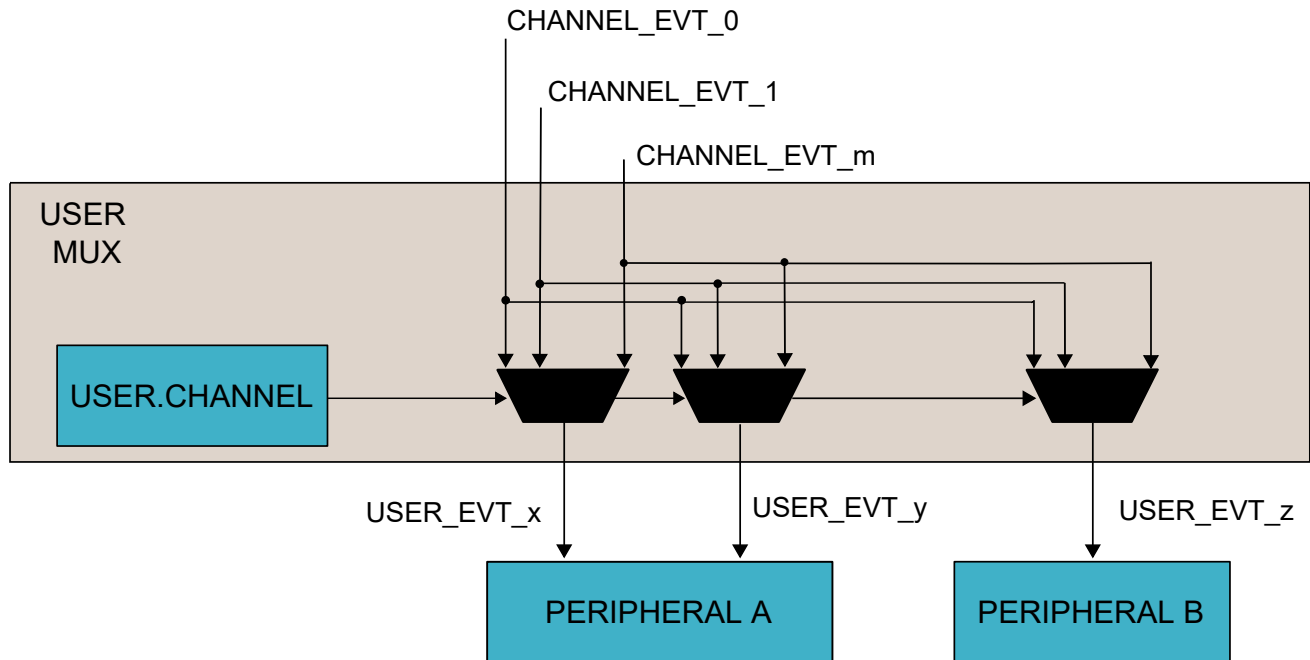 CHANNEL_EVT_0
CHANNEL_EVT_1
CHANNEL_EVT_m
USER
MUX
USER.CHANNEL
USER_EVT_x
USER_EVT_y
USER_EVT_z
PERIPHERAL A
PERIPHERAL B